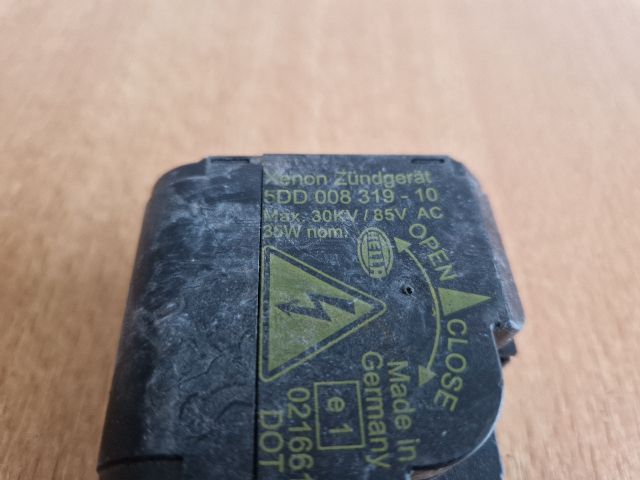 Xenon Zündgerät
5DD 008 319 - 10
Max. 30KV / 85V AC
35W nom.
HELLA
OPEN
CLOSE
Made in
Germany
e 1
02166
DOT